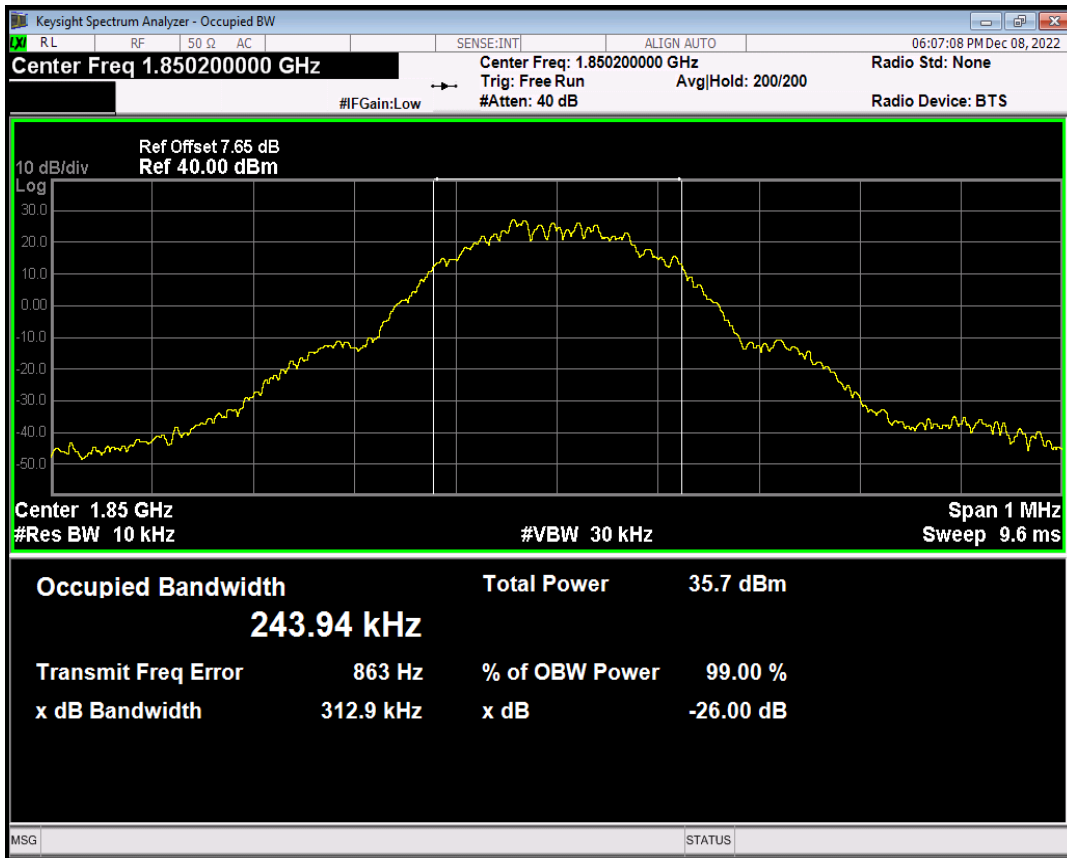 Keysight Spectrum Analyzer - Occupied BW
LXI RL RF 50 Ω AC SENSE:INT ALIGN AUTO 06:07:08 PM Dec 08, 2022
Center Freq 1.850200000 GHz
Center Freq: 1.850200000 GHz
Radio Std: None
Trig: Free Run Avg|Hold: 200/200
#IFGain:Low #Atten: 40 dB Radio Device: BTS
Ref Offset 7.65 dB
10 dB/div Ref 40.00 dBm
Log
30.0
20.0
10.0
0.00
-10.0
-20.0
-30.0
-40.0
-50.0
Center 1.85 GHz Span 1 MHz
#Res BW 10 kHz #VBW 30 kHz Sweep 9.6 ms
Occupied Bandwidth Total Power 35.7 dBm
243.94 kHz
Transmit Freq Error 863 Hz % of OBW Power 99.00 %
x dB Bandwidth 312.9 kHz x dB -26.00 dB
MSG STATUS